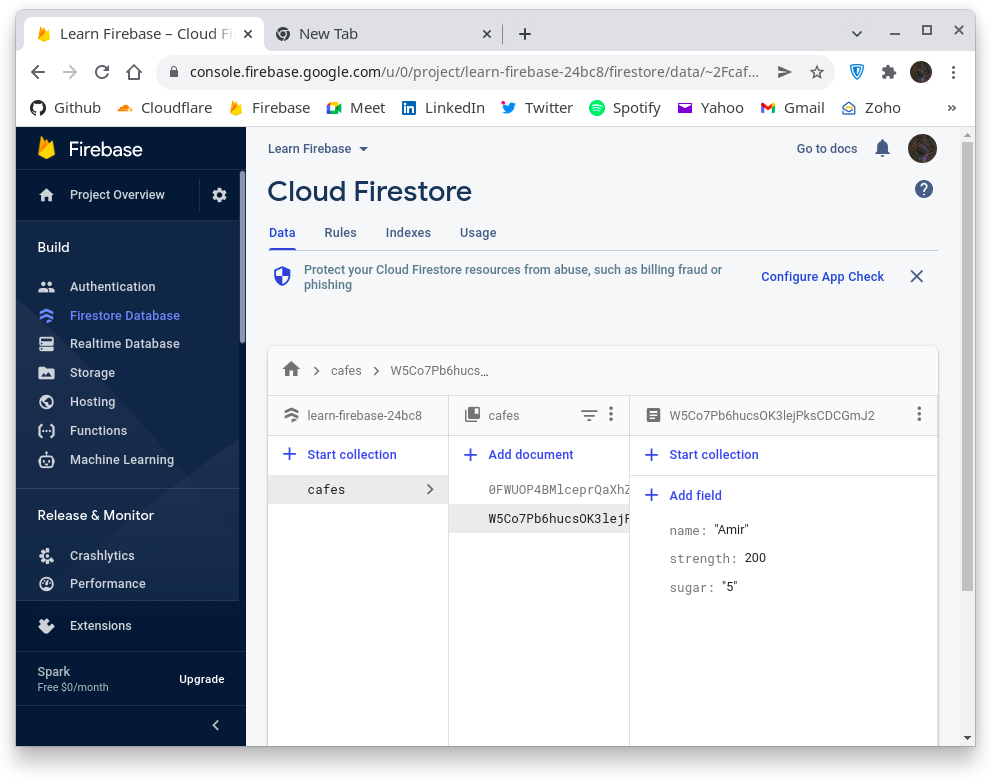 Learn Firebase – Cloud Fi
New Tab
console.firebase.google.com/u/0/project/learn-firebase-24bc8/firestore/data/~2Fcaf…
Github
Cloudflare
Firebase
Meet
LinkedIn
Twitter
Spotify
Yahoo
Gmail
Zoho
»
Firebase
Project Overview
Build
Authentication
Firestore Database
Realtime Database
Storage
Hosting
Functions
Machine Learning
Release & Monitor
Crashlytics
Performance
Extensions
Spark
Free $0/month
Upgrade
Learn Firebase
Go to docs
Cloud Firestore
Data
Rules
Indexes
Usage
Protect your Cloud Firestore resources from abuse, such as billing fraud or
phishing
Configure App Check
cafes
W5Co7Pb6hucs…
learn-firebase-24bc8
Start collection
cafes
cafes
Add document
0FWUOP4BMlceprQaXhZ
W5Co7Pb6hucsOK3lejP
W5Co7Pb6hucsOK3lejPksCDCGmJ2
Start collection
Add field
name: "Amir"
strength: 200
sugar: "5"